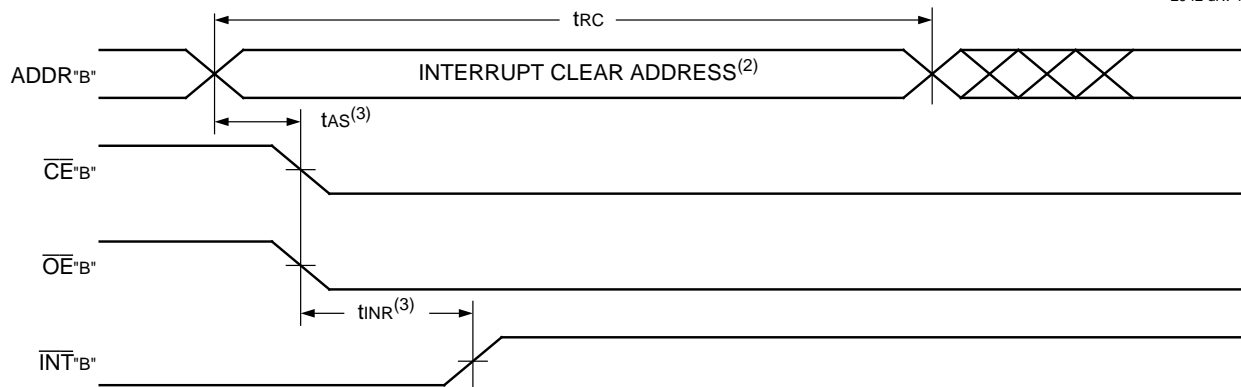 tRC
ADDR"B"
INTERRUPT CLEAR ADDRESS(2)
tAS(3)
CE"B"
OE"B"
tINR(3)
INT"B"